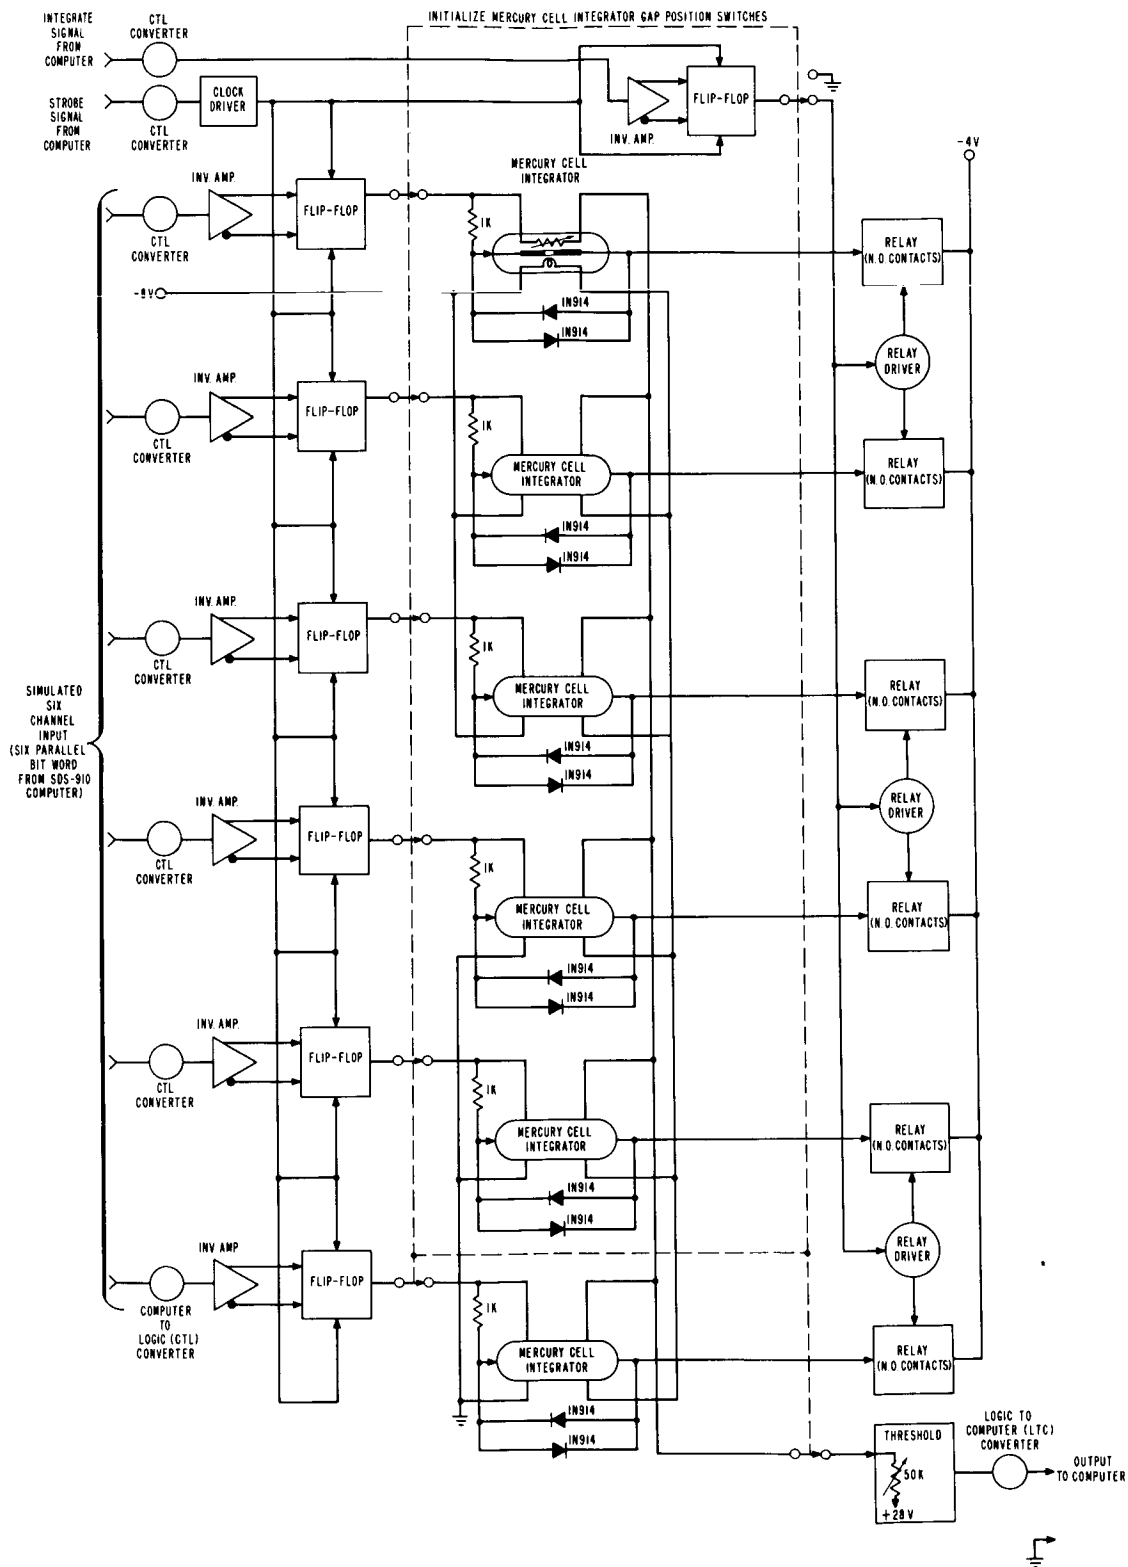 INITIALIZE MERCURY CELL INTEGRATOR GAP POSITION SWITCHES
INTEGRATE
SIGNAL
FROM
COMPUTER
CTL
CONVERTER
STROBE
SIGNAL
FROM
COMPUTER
CTL
CONVERTER
CLOCK
DRIVER
INV. AMP.
FLIP-FLOP
-4V
MERCURY CELL
INTEGRATOR
INV. AMP.
CTL
CONVERTER
FLIP-FLOP
1K
RELAY
(N.O. CONTACTS)
-8V
IN914
IN914
RELAY
DRIVER
INV. AMP.
CTL
CONVERTER
FLIP-FLOP
1K
MERCURY CELL
INTEGRATOR
RELAY
(N.O. CONTACTS)
IN914
IN914
INV. AMP.
CTL
CONVERTER
FLIP-FLOP
1K
MERCURY CELL
INTEGRATOR
RELAY
(N.O. CONTACTS)
IN914
IN914
SIMULATED
SIX
CHANNEL
INPUT
(SIX PARALLEL
BIT WORD
FROM SDS-910
COMPUTER)
RELAY
DRIVER
INV. AMP.
CTL
CONVERTER
FLIP-FLOP
1K
MERCURY CELL
INTEGRATOR
RELAY
(N.O. CONTACTS)
IN914
IN914
INV. AMP.
CTL
CONVERTER
FLIP-FLOP
1K
MERCURY CELL
INTEGRATOR
RELAY
(N.O. CONTACTS)
IN914
IN914
RELAY
DRIVER
INV AMP
COMPUTER
TO
LOGIC (CTL)
CONVERTER
FLIP-FLOP
1K
MERCURY CELL
INTEGRATOR
RELAY
(N.O. CONTACTS)
IN914
IN914
THRESHOLD
50K
+28V
LOGIC TO
COMPUTER (LTC)
CONVERTER
OUTPUT
TO COMPUTER